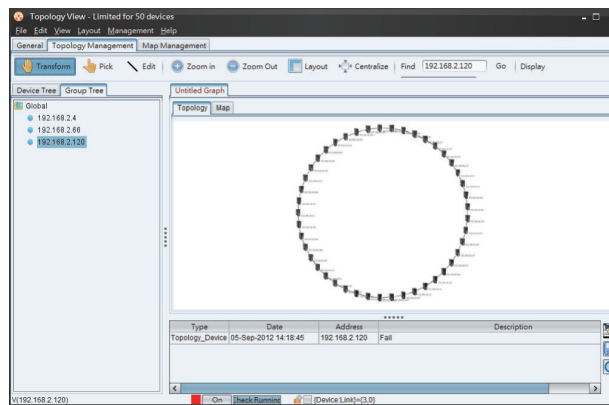 Topology View - Limited for 50 devices
File Edit View Layout Management Help
General Topology Management Map Management
Transform Pick Edit Zoom in Zoom Out Layout Centralize Find 192.168.2.120 Go Display
Device Tree Group Tree
Untitled Graph
Global
Topology Map
192.168.2.4
192.168.2.66
192.168.2.120
Type Date Address Description
Topology_Device 05-Sep-2012 14:18:45 192.168.2.120 Fail
V(192.168.2.120) On Check Running {Device:Link}={3,0}